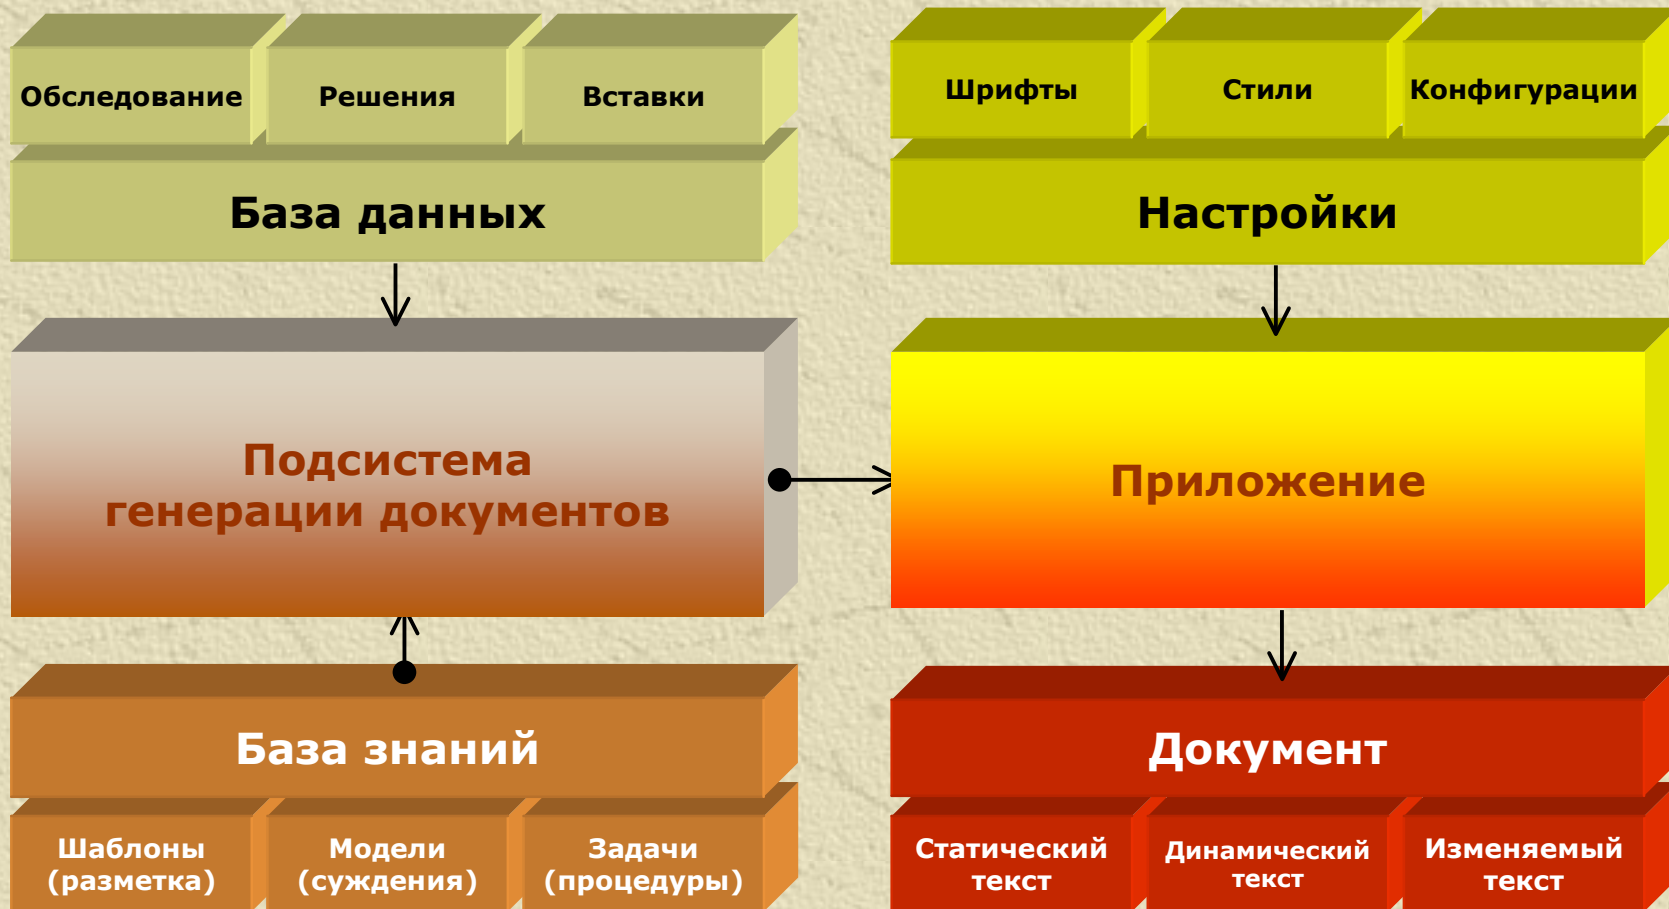 Обследование
Решения
Вставки
База данных
Шрифты
Стили
Конфигурации
Настройки
Подсистема
генерации документов
Приложение
База знаний
Шаблоны
(разметка)
Модели
(суждения)
Задачи
(процедуры)
Документ
Статический
текст
Динамический
текст
Изменяемый
текст